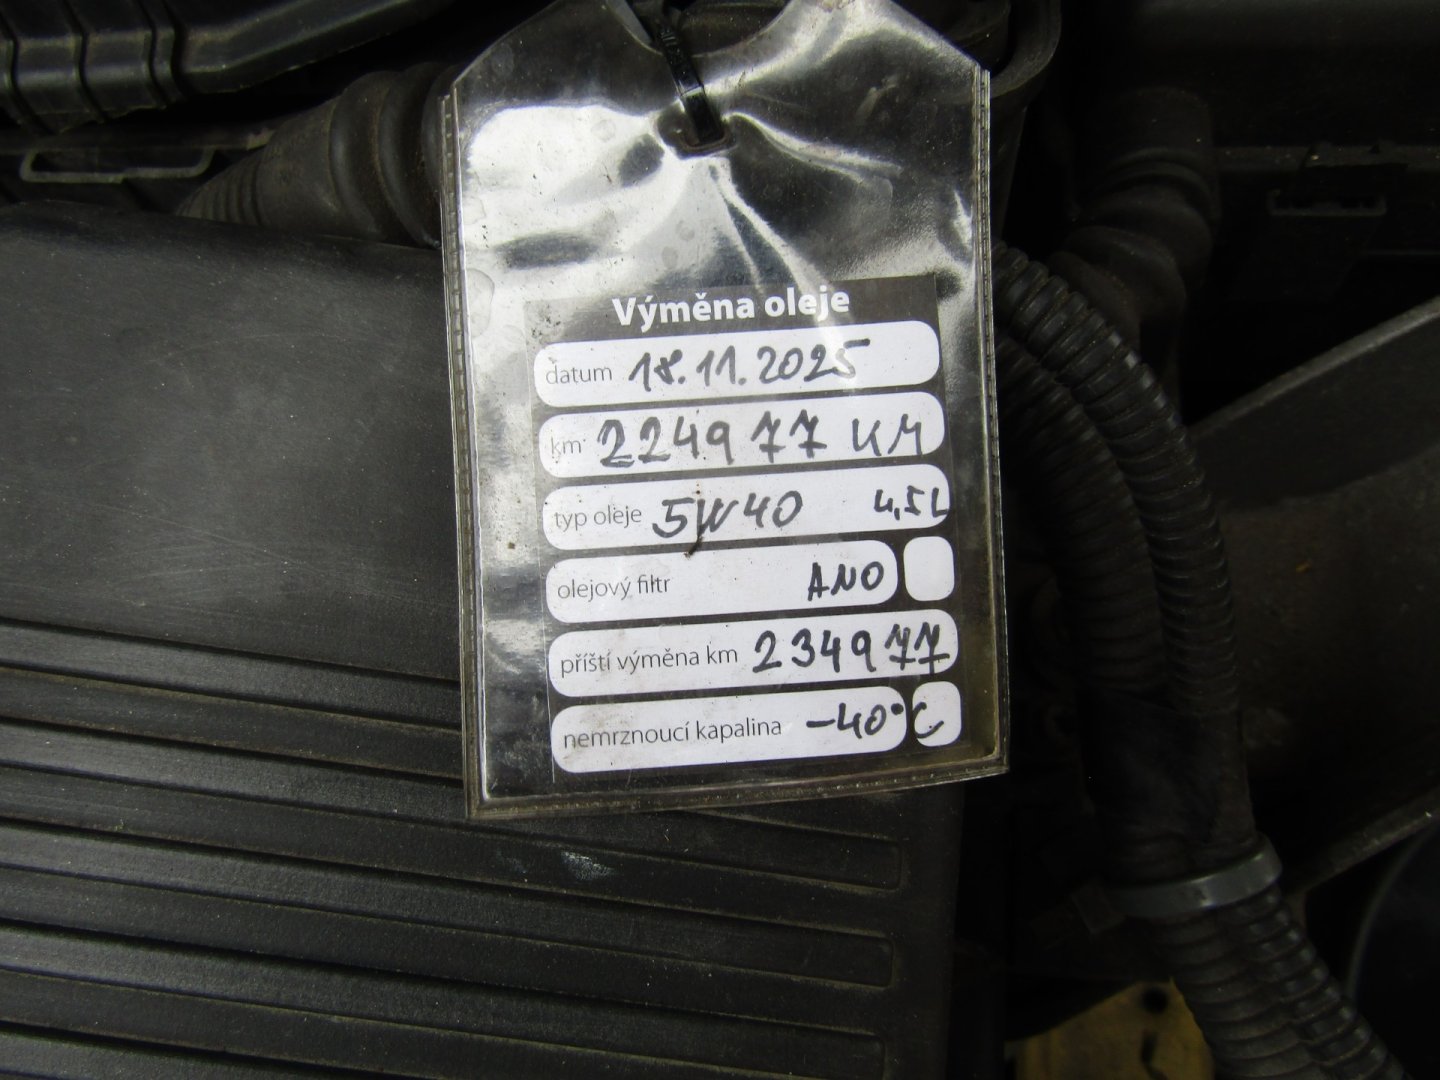 Výměna oleje
datum 18.11.2025
km 224977 KM
typ oleje 5W40 4,5L
olejový filtr ANO
příští výměna km 234977
nemrznoucí kapalina -40°C